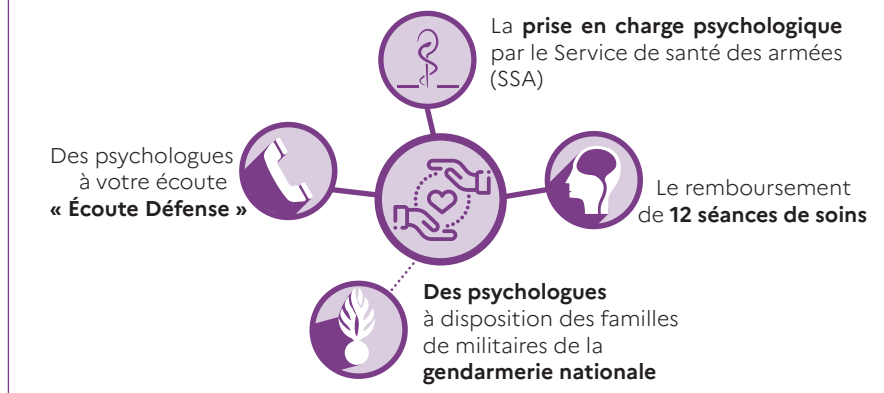 La prise en charge psychologique
par le Service de santé des armées
(SSA)
Des psychologues
à votre écoute
« Écoute Défense »
Le remboursement
de 12 séances de soins
Des psychologues
à disposition des familles
de militaires de la
gendarmerie nationale